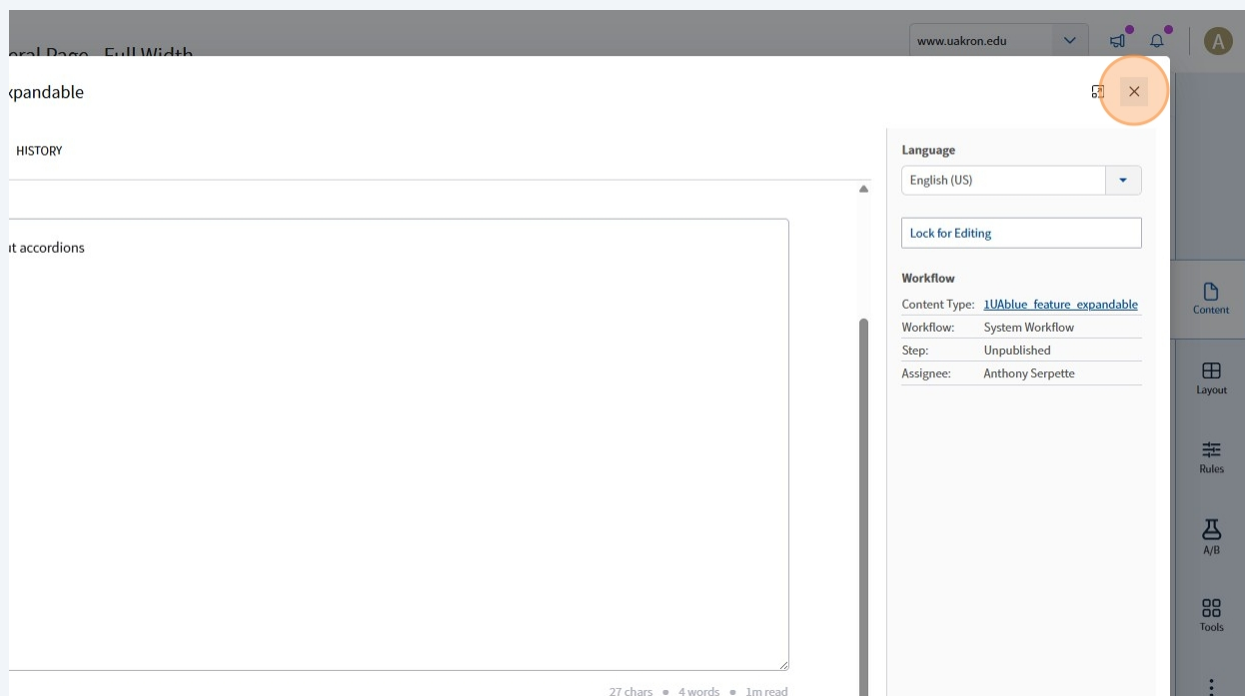 eral Page - Full Width
www.uakron.edu
A
xpandable
HISTORY
Language
English (US)
ut accordions
Lock for Editing
Workflow
Content Type: 1UAblue_feature_expandable
Workflow: System Workflow
Step: Unpublished
Assignee: Anthony Serpette
Content
Layout
Rules
A/B
Tools
27 chars • 4 words • 1m read